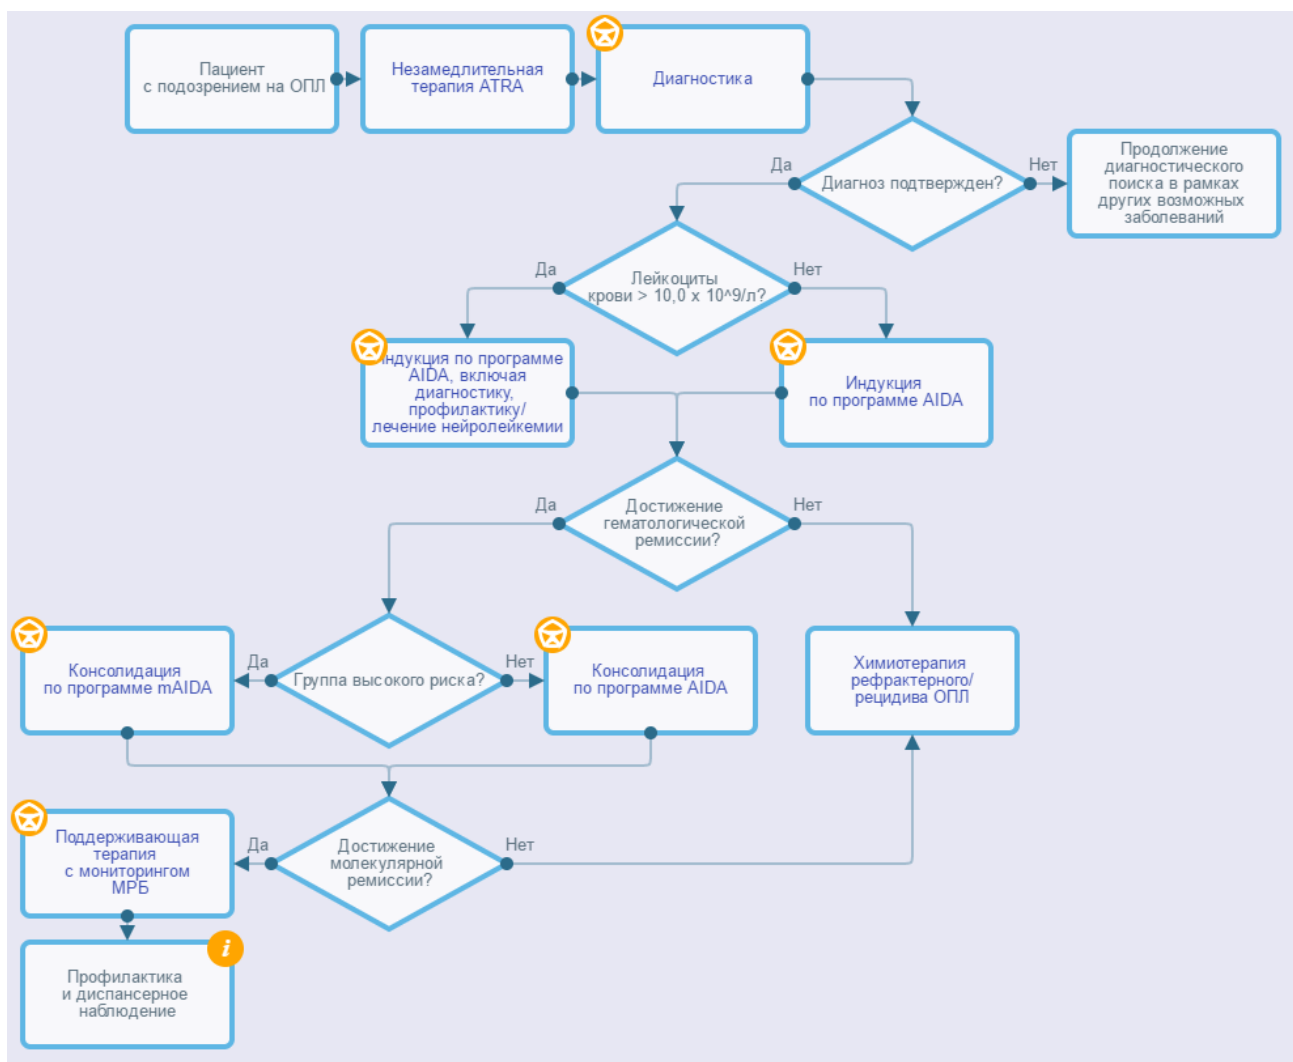 Пациент
с подозрением на ОПЛ
Незамедлительная
терапия ATRA
Диагностика
Диагноз подтвержден?
Да
Нет
Продолжение
диагностического
поиска в рамках
других возможных
заболеваний
Лейкоциты
крови > 10,0 x 10^9/л?
Да
Нет
Индукция по программе
AIDA, включая
диагностику,
профилактику/
лечение нейролейкемии
Индукция
по программе AIDA
Достижение
гематологической
ремиссии?
Да
Нет
Группа высокого риска?
Да
Нет
Консолидация
по программе mAIDA
Консолидация
по программе AIDA
Химиотерапия
рефрактерного/
рецидива ОПЛ
Достижение
молекулярной
ремиссии?
Да
Нет
Поддерживающая
терапия
с мониторингом
МРБ
Профилактика
и диспансерное
наблюдение
i